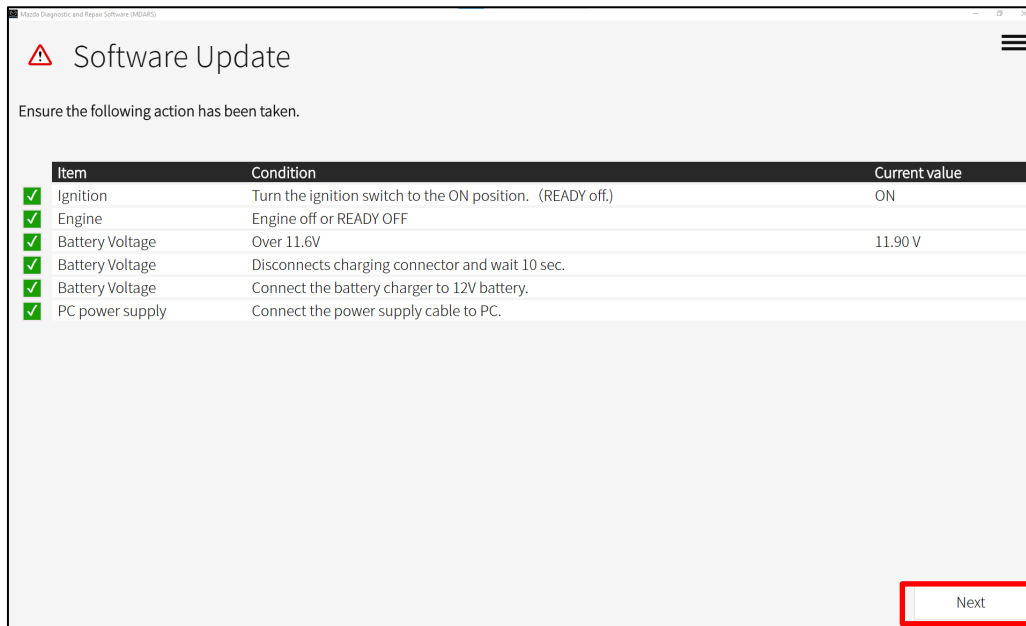 Mazda Diagnostic and Repair Software (MDARS)
Software Update
Ensure the following action has been taken.
Item Condition Current value
Ignition Turn the ignition switch to the ON position. (READY off.) ON
Engine Engine off or READY OFF
Battery Voltage Over 11.6V 11.90 V
Battery Voltage Disconnects charging connector and wait 10 sec.
Battery Voltage Connect the battery charger to 12V battery.
PC power supply Connect the power supply cable to PC.
Next